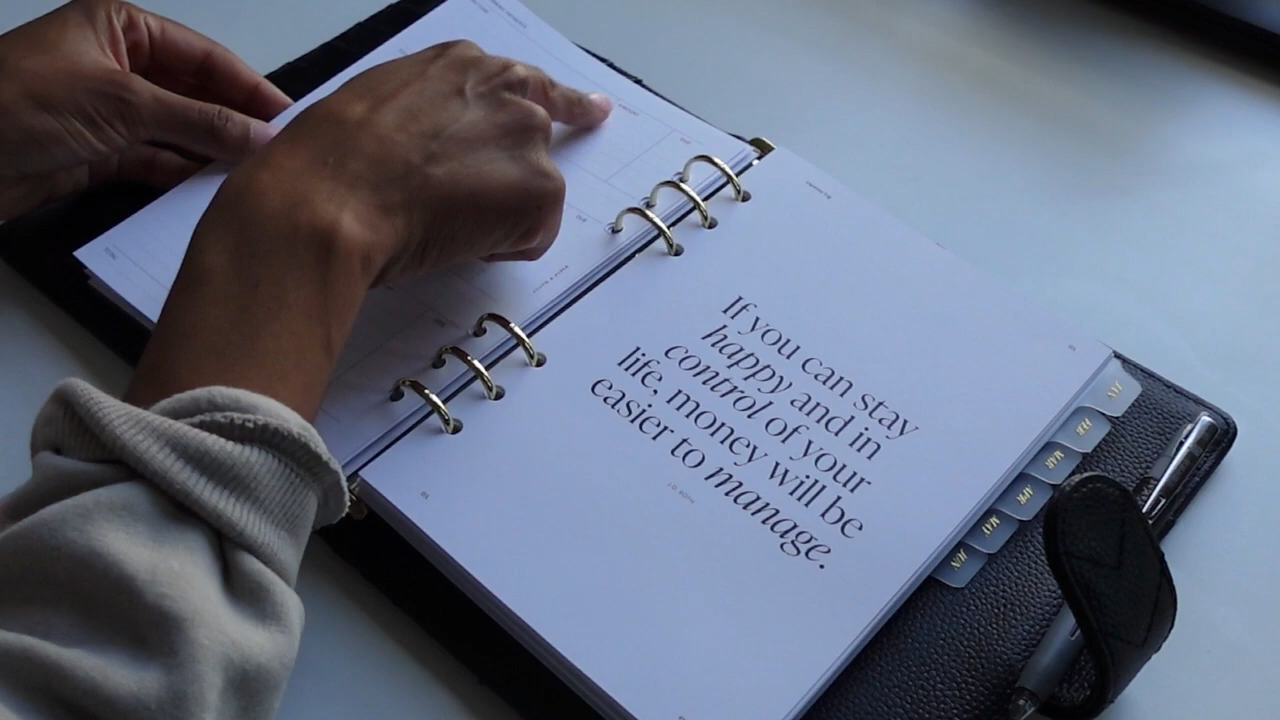 If you can stay
happy and in
control of your
life, money will be
easier to manage.
JAN
FEB
MAR
APR
MAY
JUN